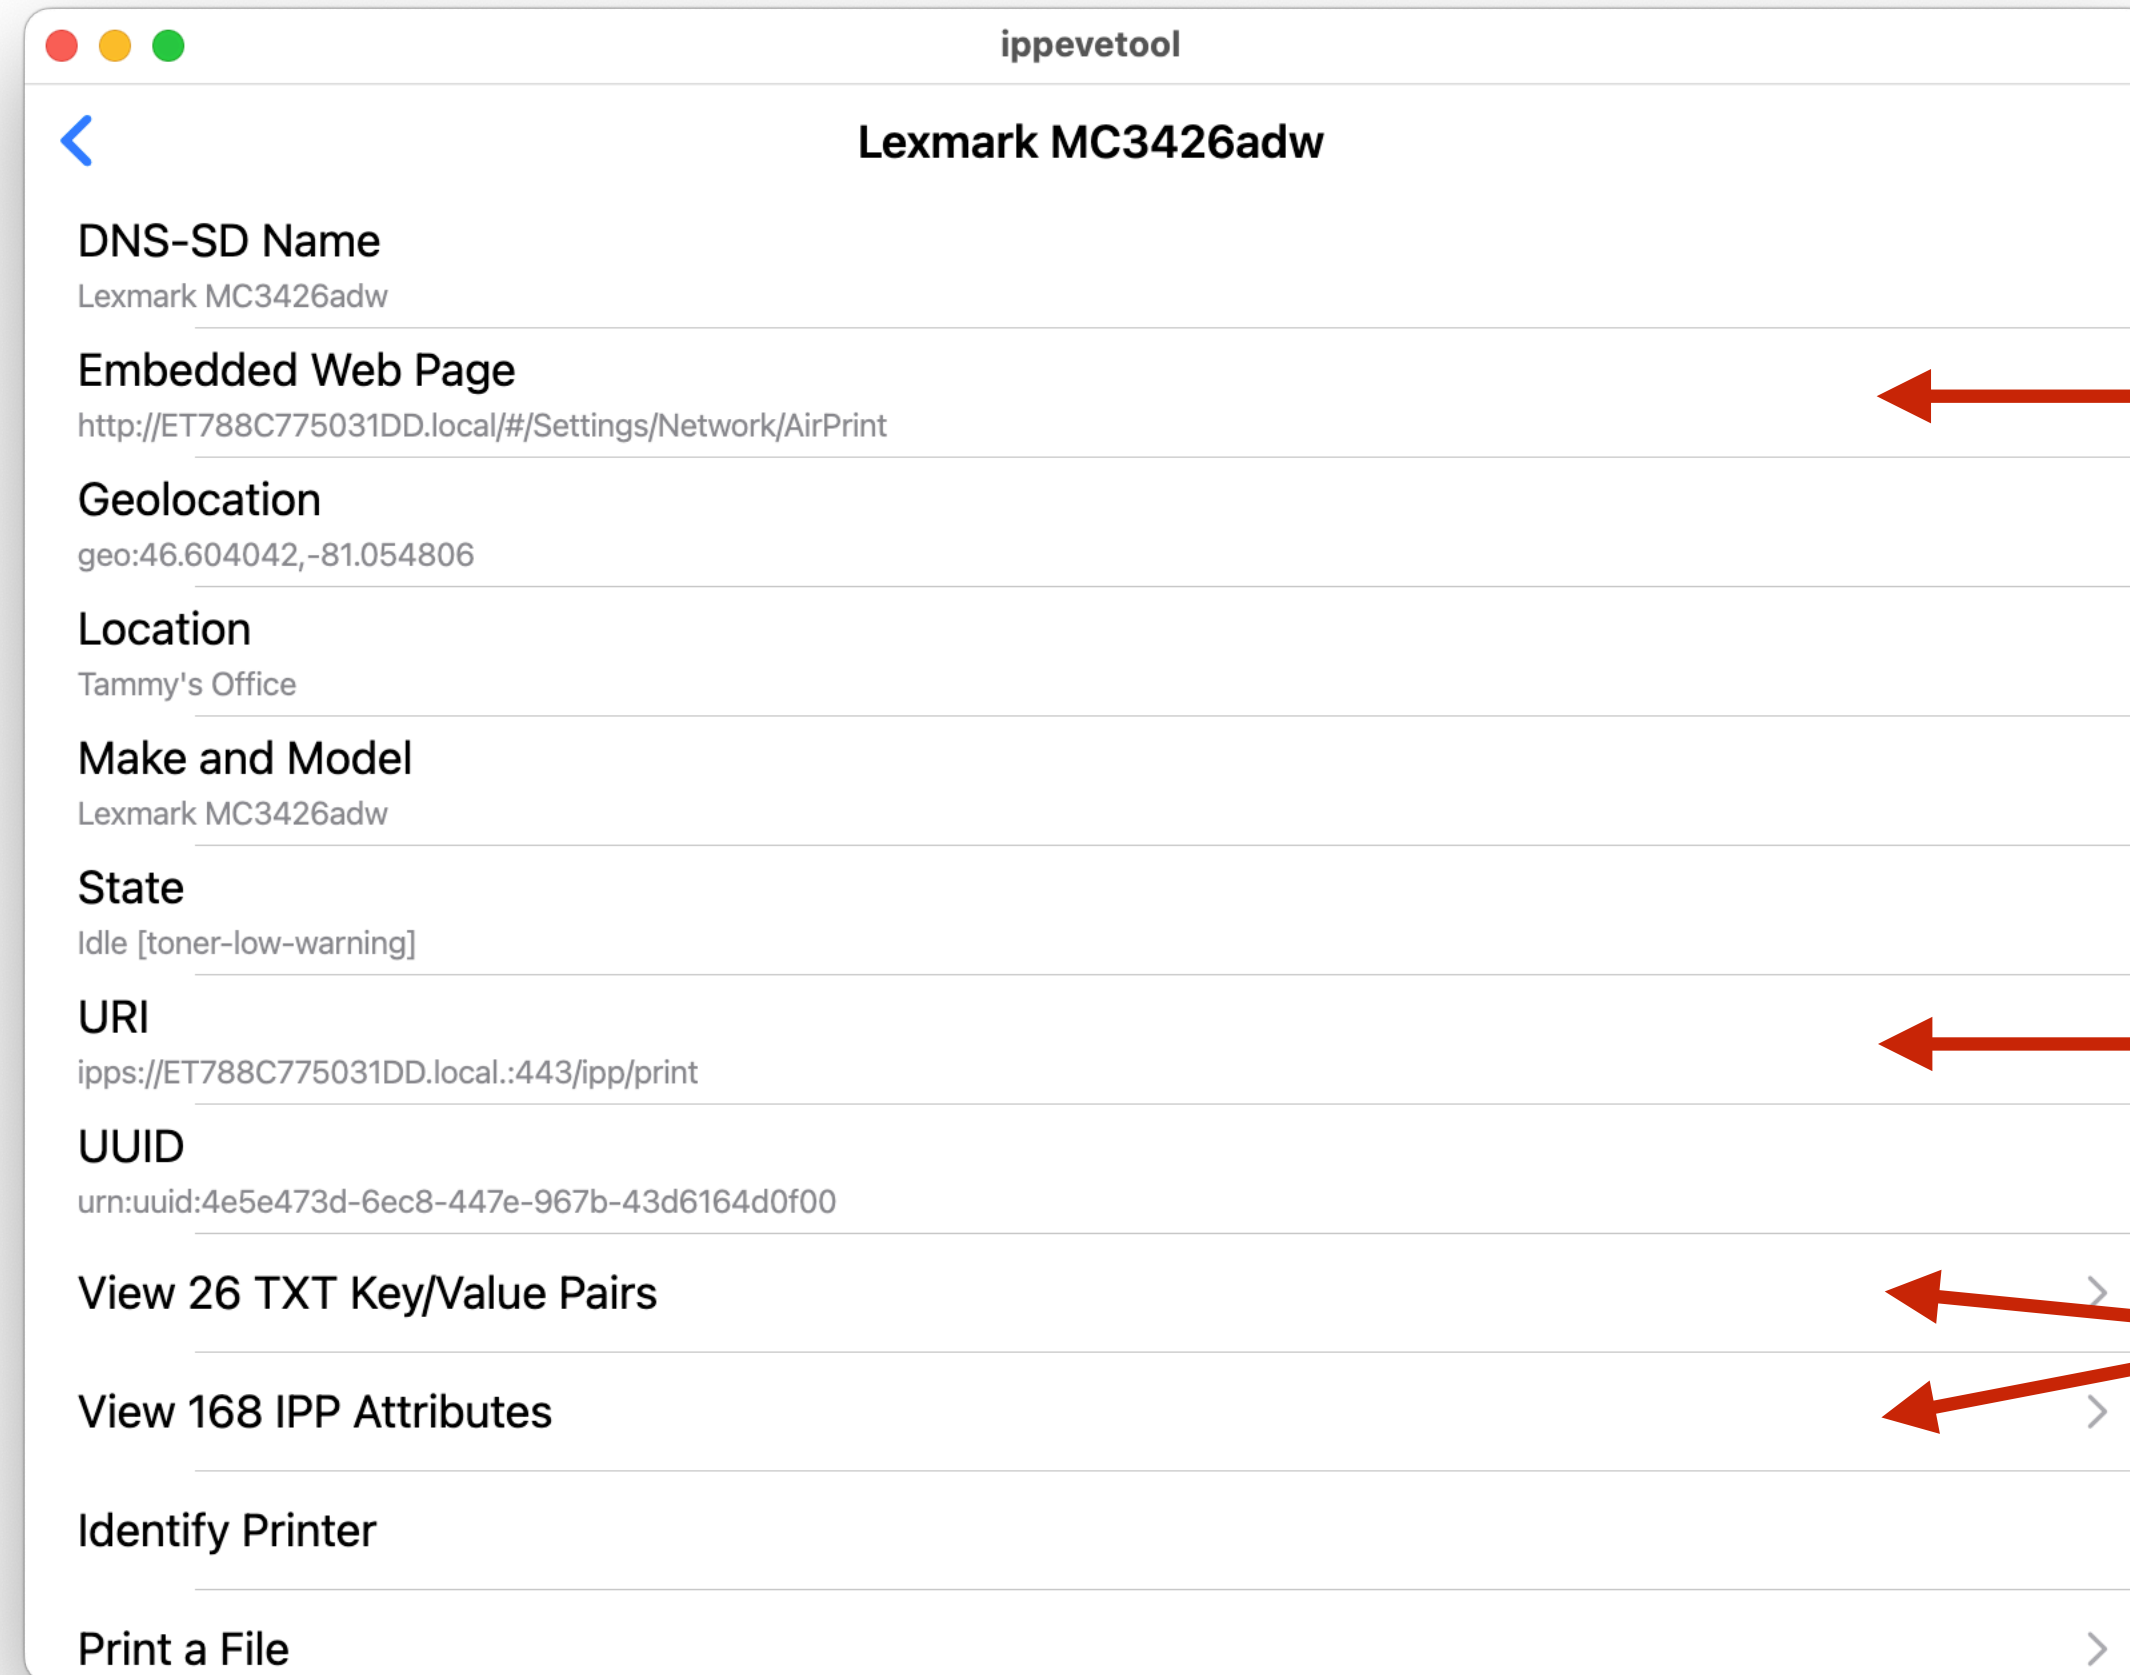 ippevetool
Lexmark MC3426adw
DNS-SD Name
Lexmark MC3426adw
Embedded Web Page
http://ET788C775031DD.local/#/Settings/Network/AirPrint
Geolocation
geo:46.604042,-81.054806
Location
Tammy's Office
Make and Model
Lexmark MC3426adw
State
Idle [toner-low-warning]
URI
ipps://ET788C775031DD.local.:443/ipp/print
UUID
urn:uuid:4e5e473d-6ec8-447e-967b-43d6164d0f00
View 26 TXT Key/Value Pairs
View 168 IPP Attributes
Identify Printer
Print a File